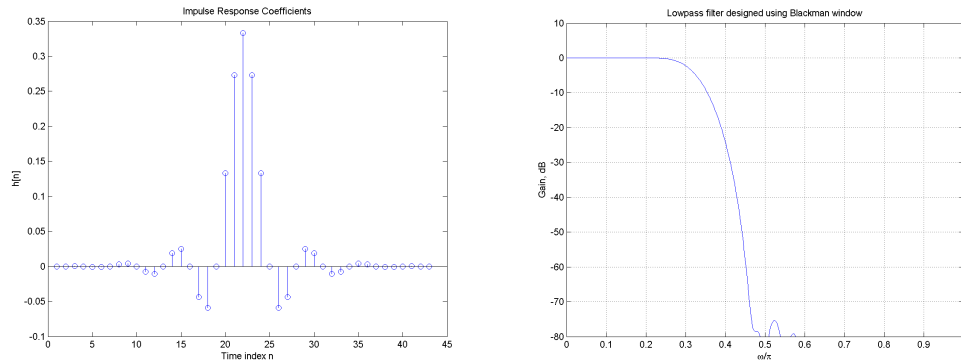 Impulse Response Coefficients
0.35
0.3
0.25
0.2
0.15
0.1
0.05
0
-0.05
-0.1
h[n]
0 5 10 15 20 25 30 35 40 45
Time index n
Lowpass filter designed using Blackman window
10
0
-10
-20
-30
-40
-50
-60
-70
-80
Gain, dB
0 0.1 0.2 0.3 0.4 0.5 0.6 0.7 0.8 0.9
ω/π